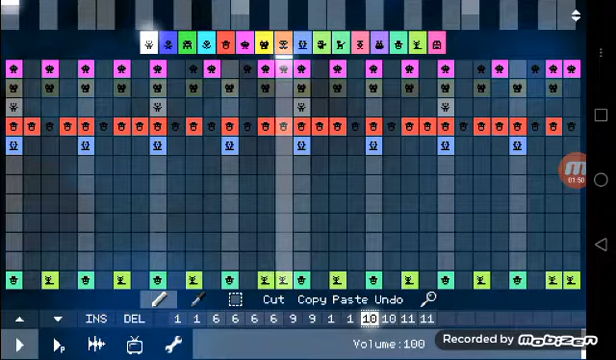 01:50
Cut Copy Paste Undo
INS DEL 1 1 6 6 6 6 9 9 1 1 10 10 11 11
P Volume:100
Recorded by Mobizen